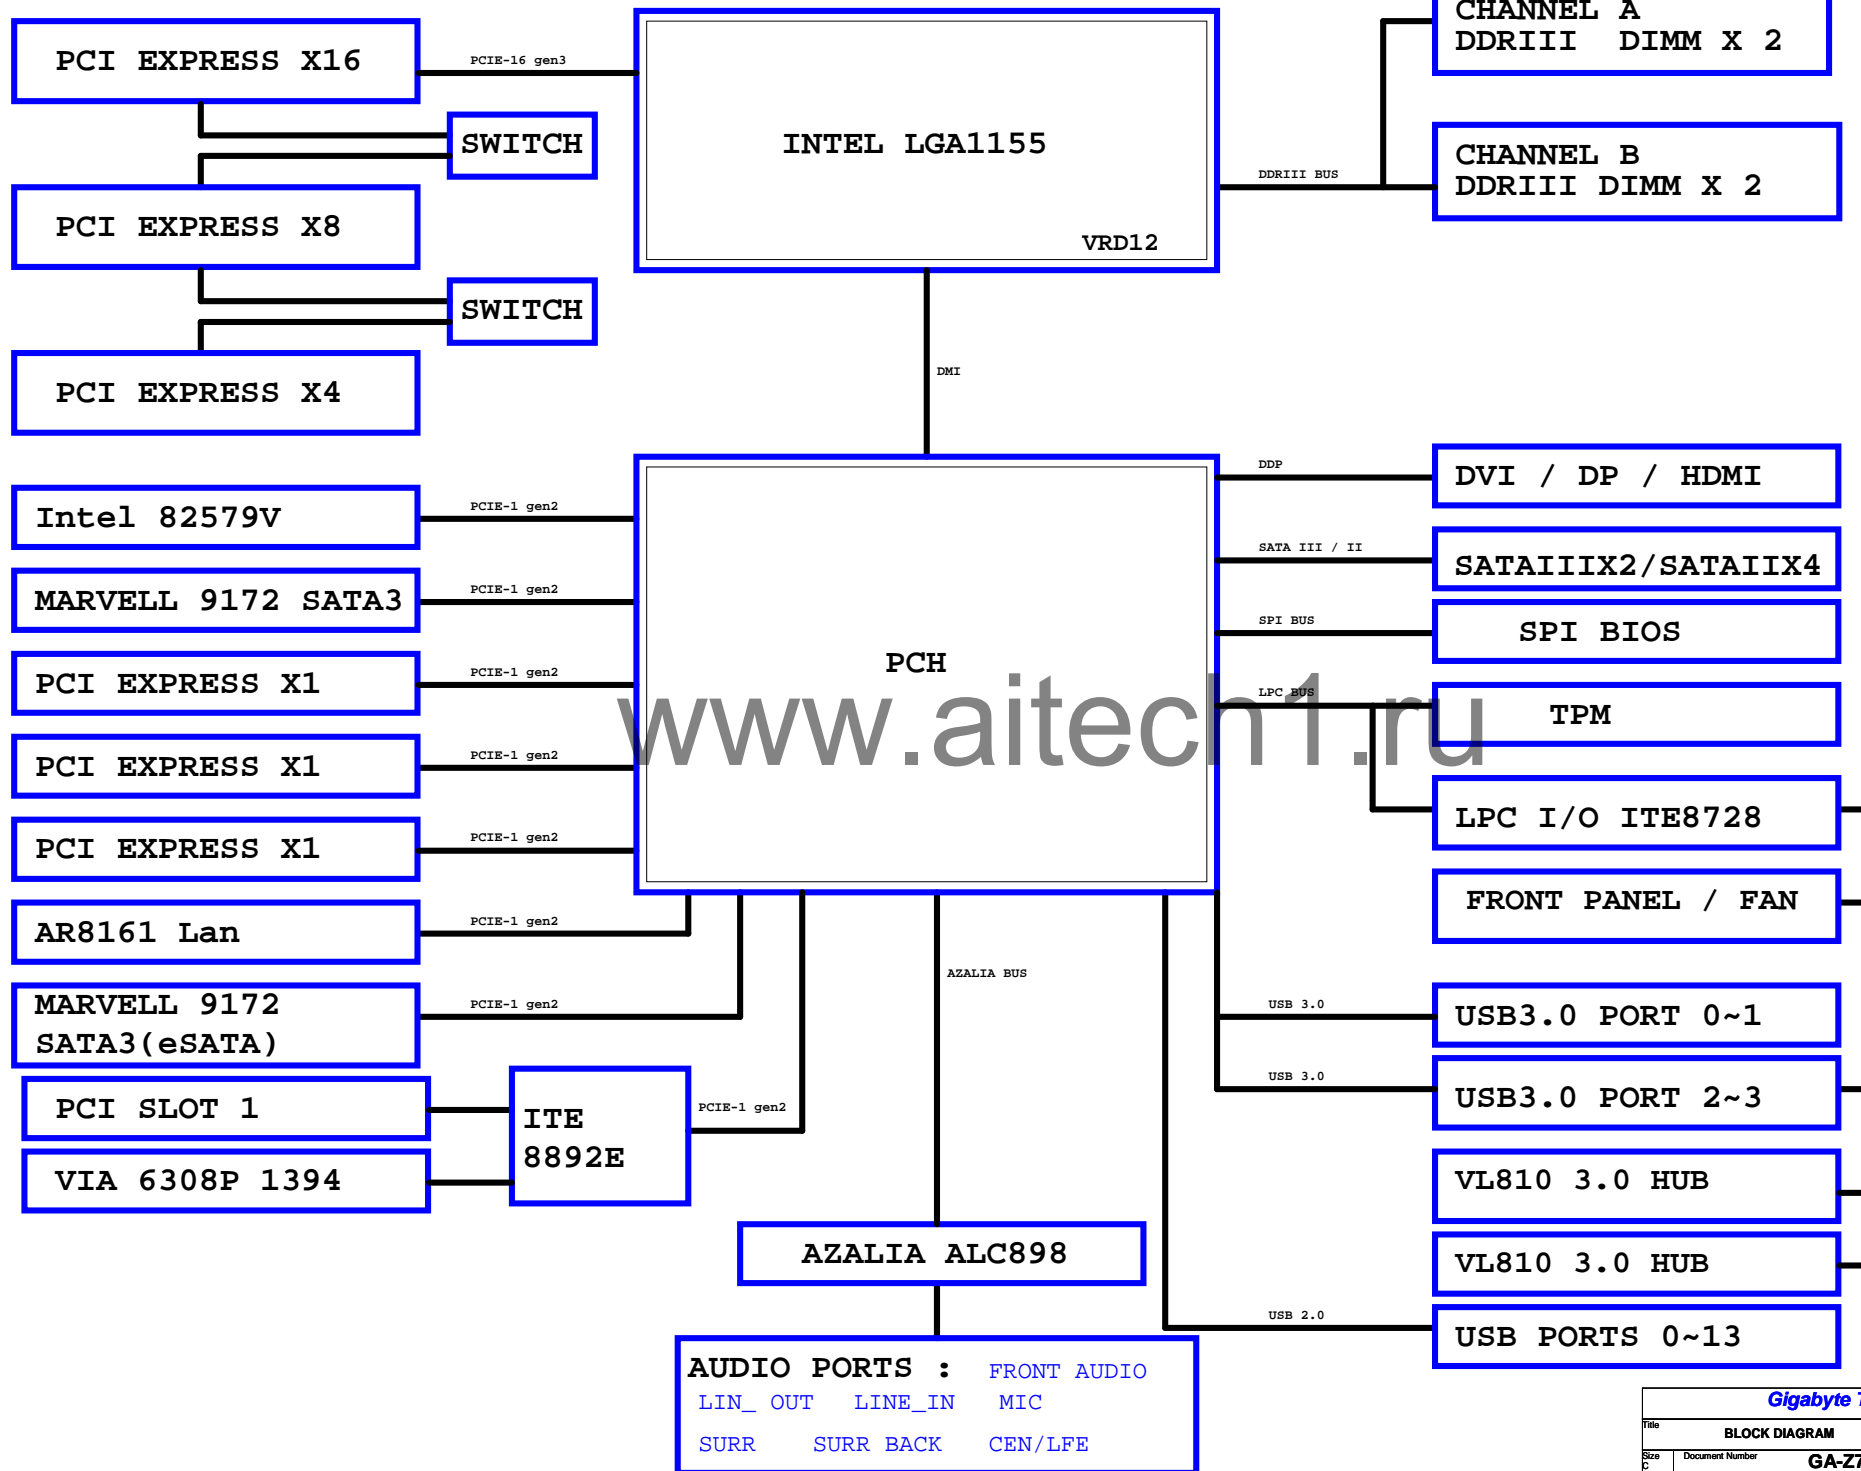 PCI EXPRESS X16
PCIE-16 gen3
SWITCH
PCI EXPRESS X8
SWITCH
PCI EXPRESS X4
INTEL LGA1155
VRD12
CHANNEL A
DDRIII DIMM X 2
DDRIII BUS
CHANNEL B
DDRIII DIMM X 2
DMI
Intel 82579V
PCIE-1 gen2
MARVELL 9172 SATA3
PCIE-1 gen2
PCI EXPRESS X1
PCIE-1 gen2
PCI EXPRESS X1
PCIE-1 gen2
PCI EXPRESS X1
PCIE-1 gen2
AR8161 Lan
PCIE-1 gen2
MARVELL 9172
SATA3(eSATA)
PCIE-1 gen2
PCI SLOT 1
VIA 6308P 1394
ITE
8892E
PCIE-1 gen2
PCH
www.aitech1.ru
DDP
DVI / DP / HDMI
SATA III / II
SATAIIIX2/SATAIIX4
SPI BUS
SPI BIOS
LPC BUS
TPM
LPC I/O ITE8728
FRONT PANEL / FAN
AZALIA BUS
USB 3.0
USB3.0 PORT 0~1
USB 3.0
USB3.0 PORT 2~3
VL810 3.0 HUB
VL810 3.0 HUB
USB 2.0
USB PORTS 0~13
AZALIA ALC898
AUDIO PORTS : FRONT AUDIO
LIN_ OUT LINE_IN MIC
SURR SURR BACK CEN/LFE
Gigabyte
Title
BLOCK DIAGRAM
Size
C
Document Number
GA-Z7